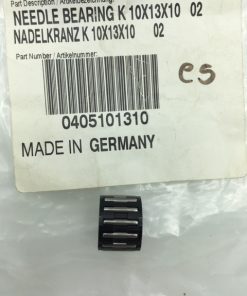 Part Description / Artikelbezeichnung:
NEEDLE BEARING K 10X13X10 02
NADELKRANZ K 10X13X10 02
Part Number / Artikelnummer:
es
0405101310
MADE IN GERMANY